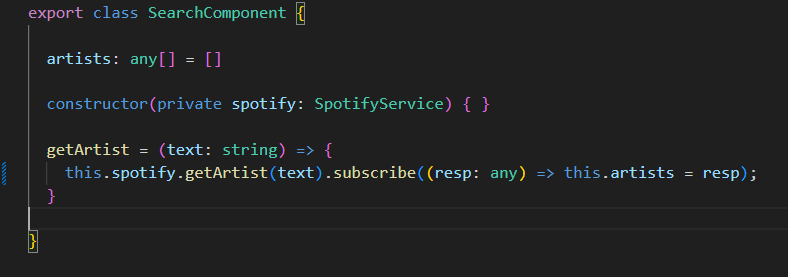 export class SearchComponent {
artists: any[] = []
constructor(private spotify: SpotifyService) { }
getArtist = (text: string) => {
this.spotify.getArtist(text).subscribe((resp: any) => this.artists = resp);
}
}